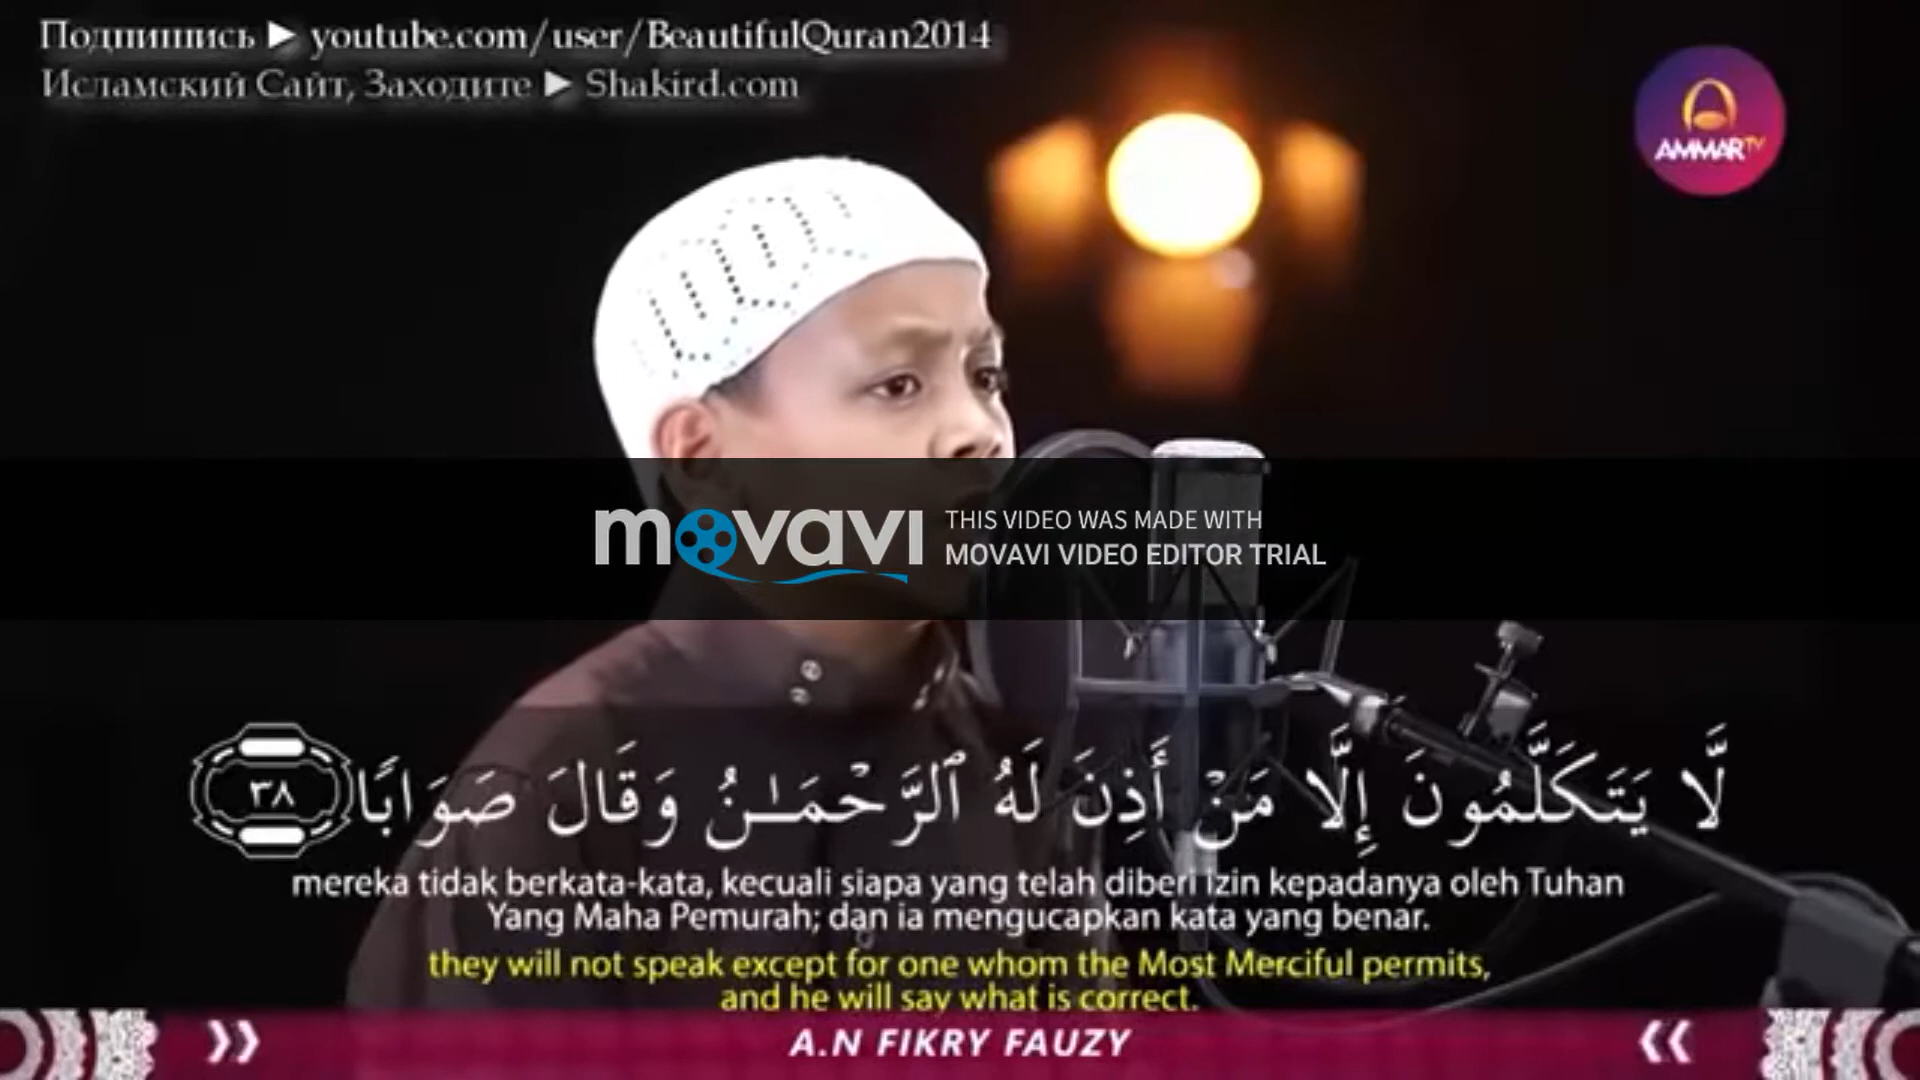 Подпишись ► youtube.com/user/BeautifulQuran2014
Исламский Сайт, Заходите ► Shakird.com
AMMARTV
movavi
THIS VIDEO WAS MADE WITH
MOVAVI VIDEO EDITOR TRIAL
لَّا يَتَكَلَّمُونَ إِلَّا مَنْ أَذِنَ لَهُ ٱلرَّحْمَـٰنُ وَقَالَ صَوَابًا ٣٨
mereka tidak berkata-kata, kecuali siapa yang telah diberi izin kepadanya oleh Tuhan
Yang Maha Pemurah; dan ia mengucapkan kata yang benar.
they will not speak except for one whom the Most Merciful permits,
and he will say what is correct.
A.N FIKRY FAUZY